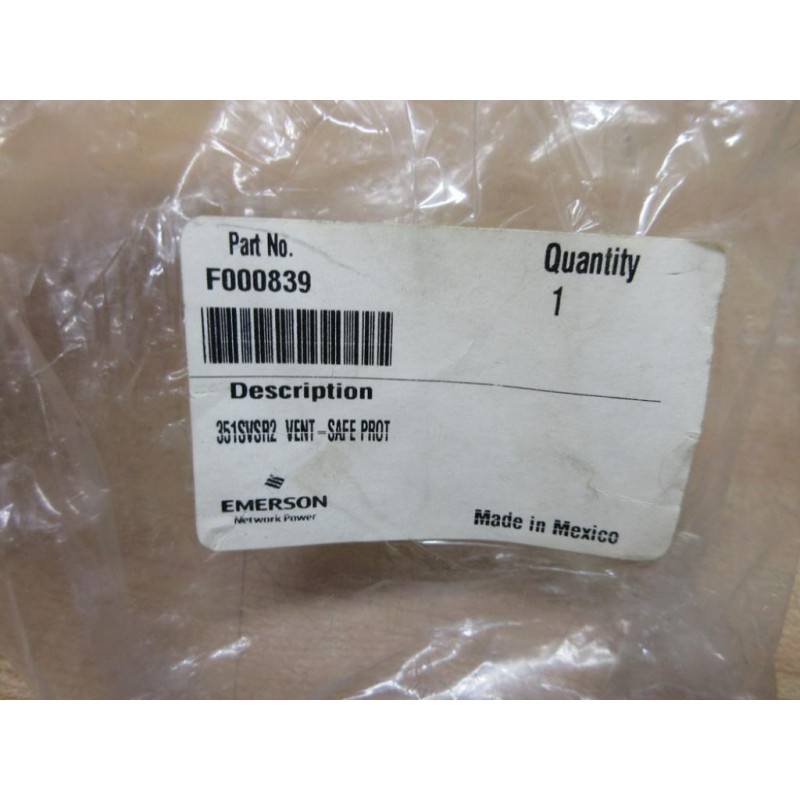 Part No.
F000839
Quantity
1
Description
351SVSR2 VENT-SAFE PROT
EMERSON
Network Power
Made in Mexico